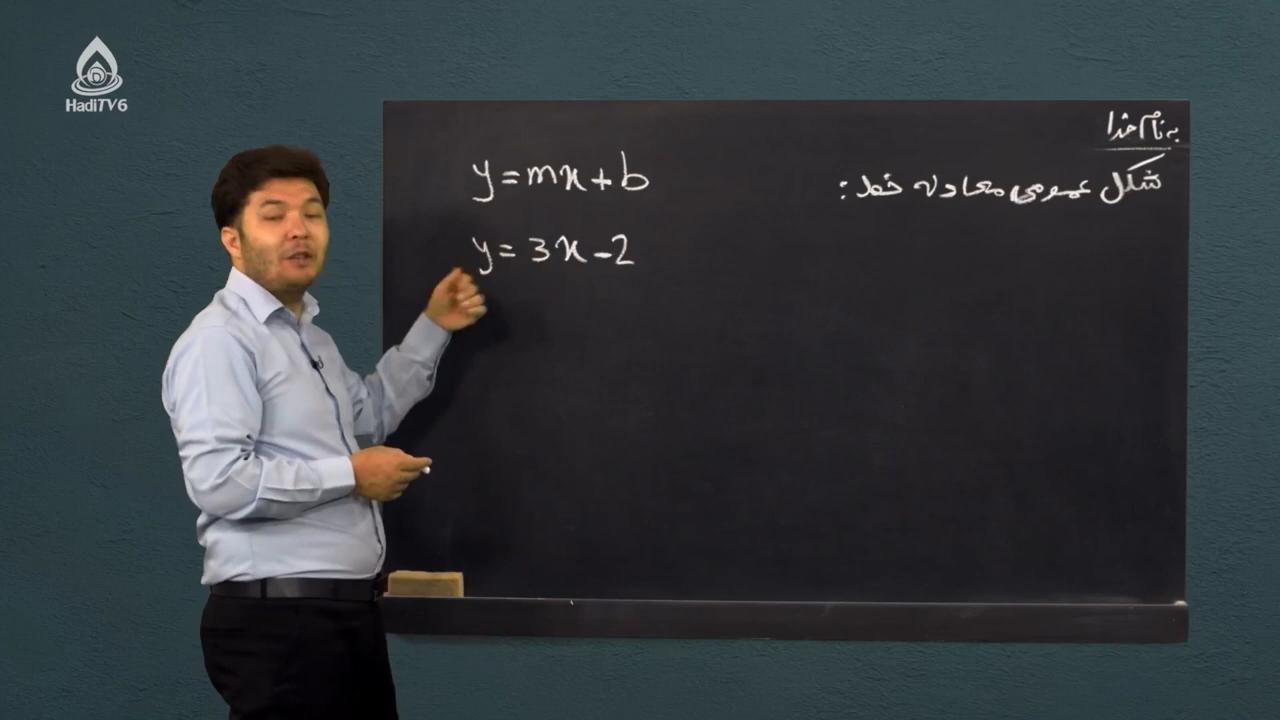 HadiTV6
به نام خدا
شکل عمومی معادله خط:
y=mx+b
y=3x-2